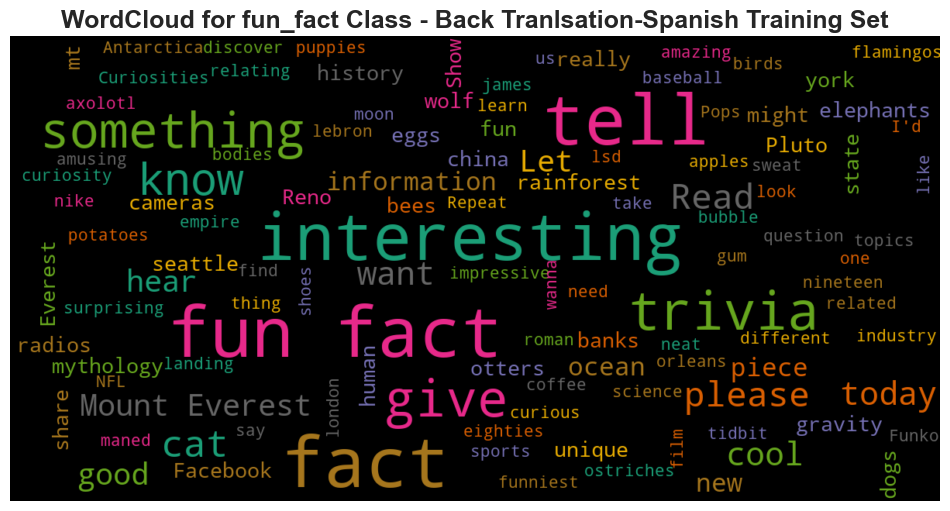 WordCloud for fun_fact Class - Back Tranlsation-Spanish Training Set
mt Antarctica discover puppies Show us really amazing birds flamingos
Curiosities relating history james baseball york
axolotl wolf learn tell Pops might elephants
something lebron moon eggs fun I'd
amusing bodies china Let lsd apples sweat Pluto state like
curiosity know information rainforest Read look
nike cameras Reno bees Repeat take bubble
potatoes empire interesting question topics
Everest seattle find want impressive wanna gum one
hear shoes need nineteen
surprising thing trivia related
radios fun fact roman banks neat different industry
mythology landing human otters ocean orleans piece
NFL coffee science
share Mount Everest london give curious please today
maned say cat eighties film tidbit gravity Funko
good Facebook fact sports unique cool dogs
funniest ostriches new